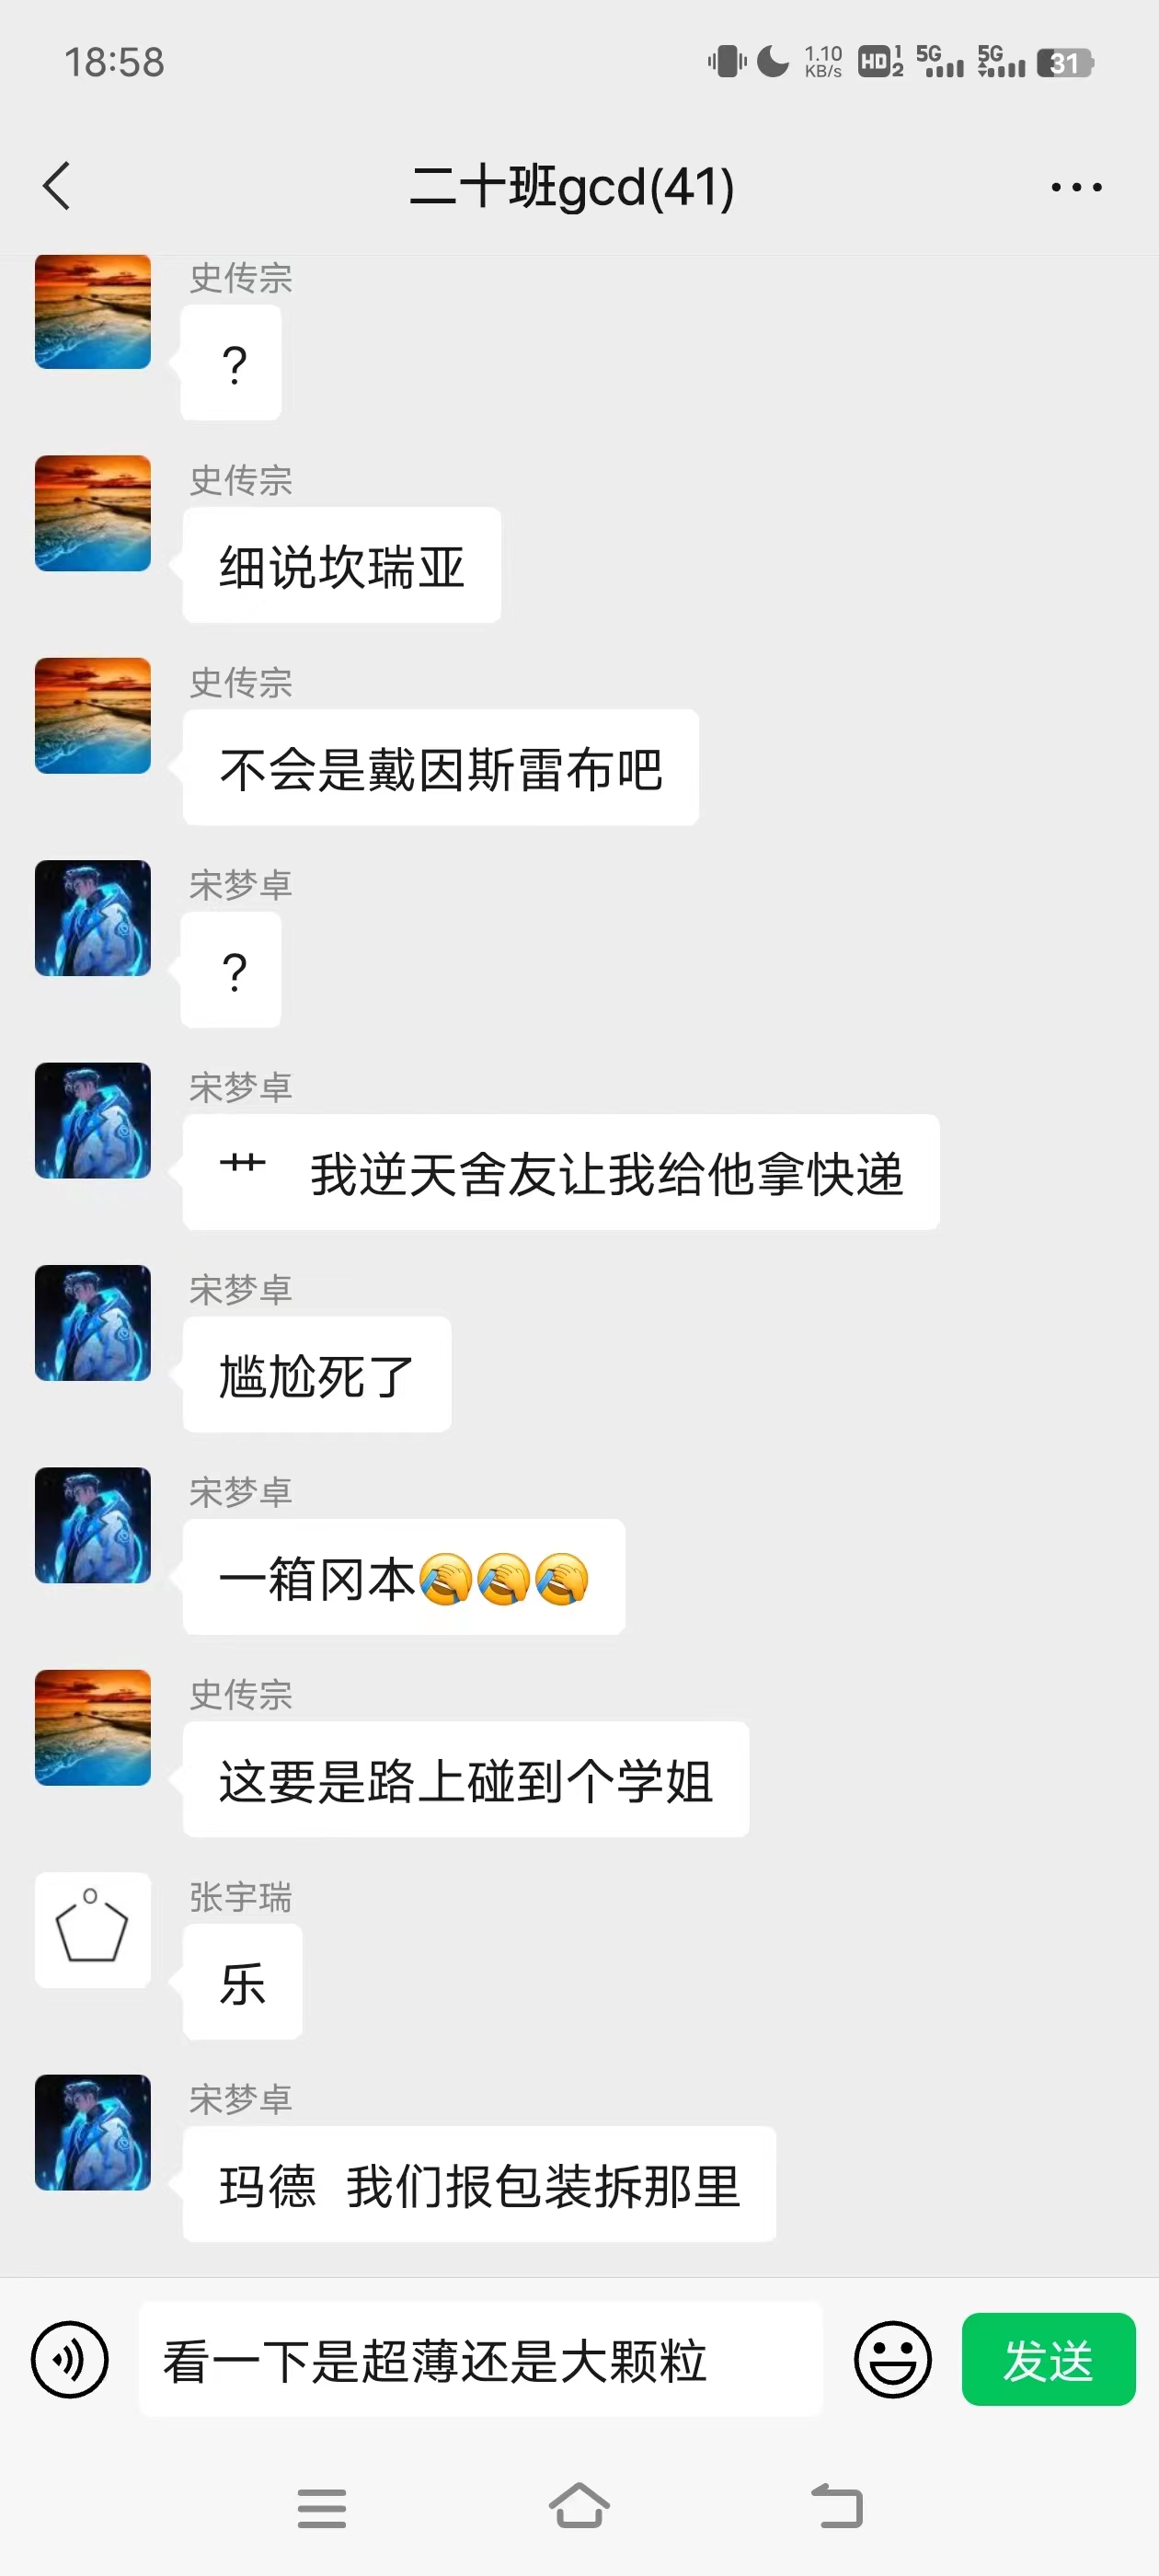 18:58
1.10
KB/s
HD 1 2
5G
5G
31
二十班gcd(41)
史传宗
?
史传宗
细说坎瑞亚
史传宗
不会是戴因斯雷布吧
宋梦卓
?
宋梦卓
艹 我逆天舍友让我给他拿快递
宋梦卓
尴尬死了
宋梦卓
一箱冈本🤣🤣🤣
史传宗
这要是路上碰到个学姐
张宇瑞
O
乐
宋梦卓
玛德 我们报包装拆那里
看一下是超薄还是大颗粒
发送